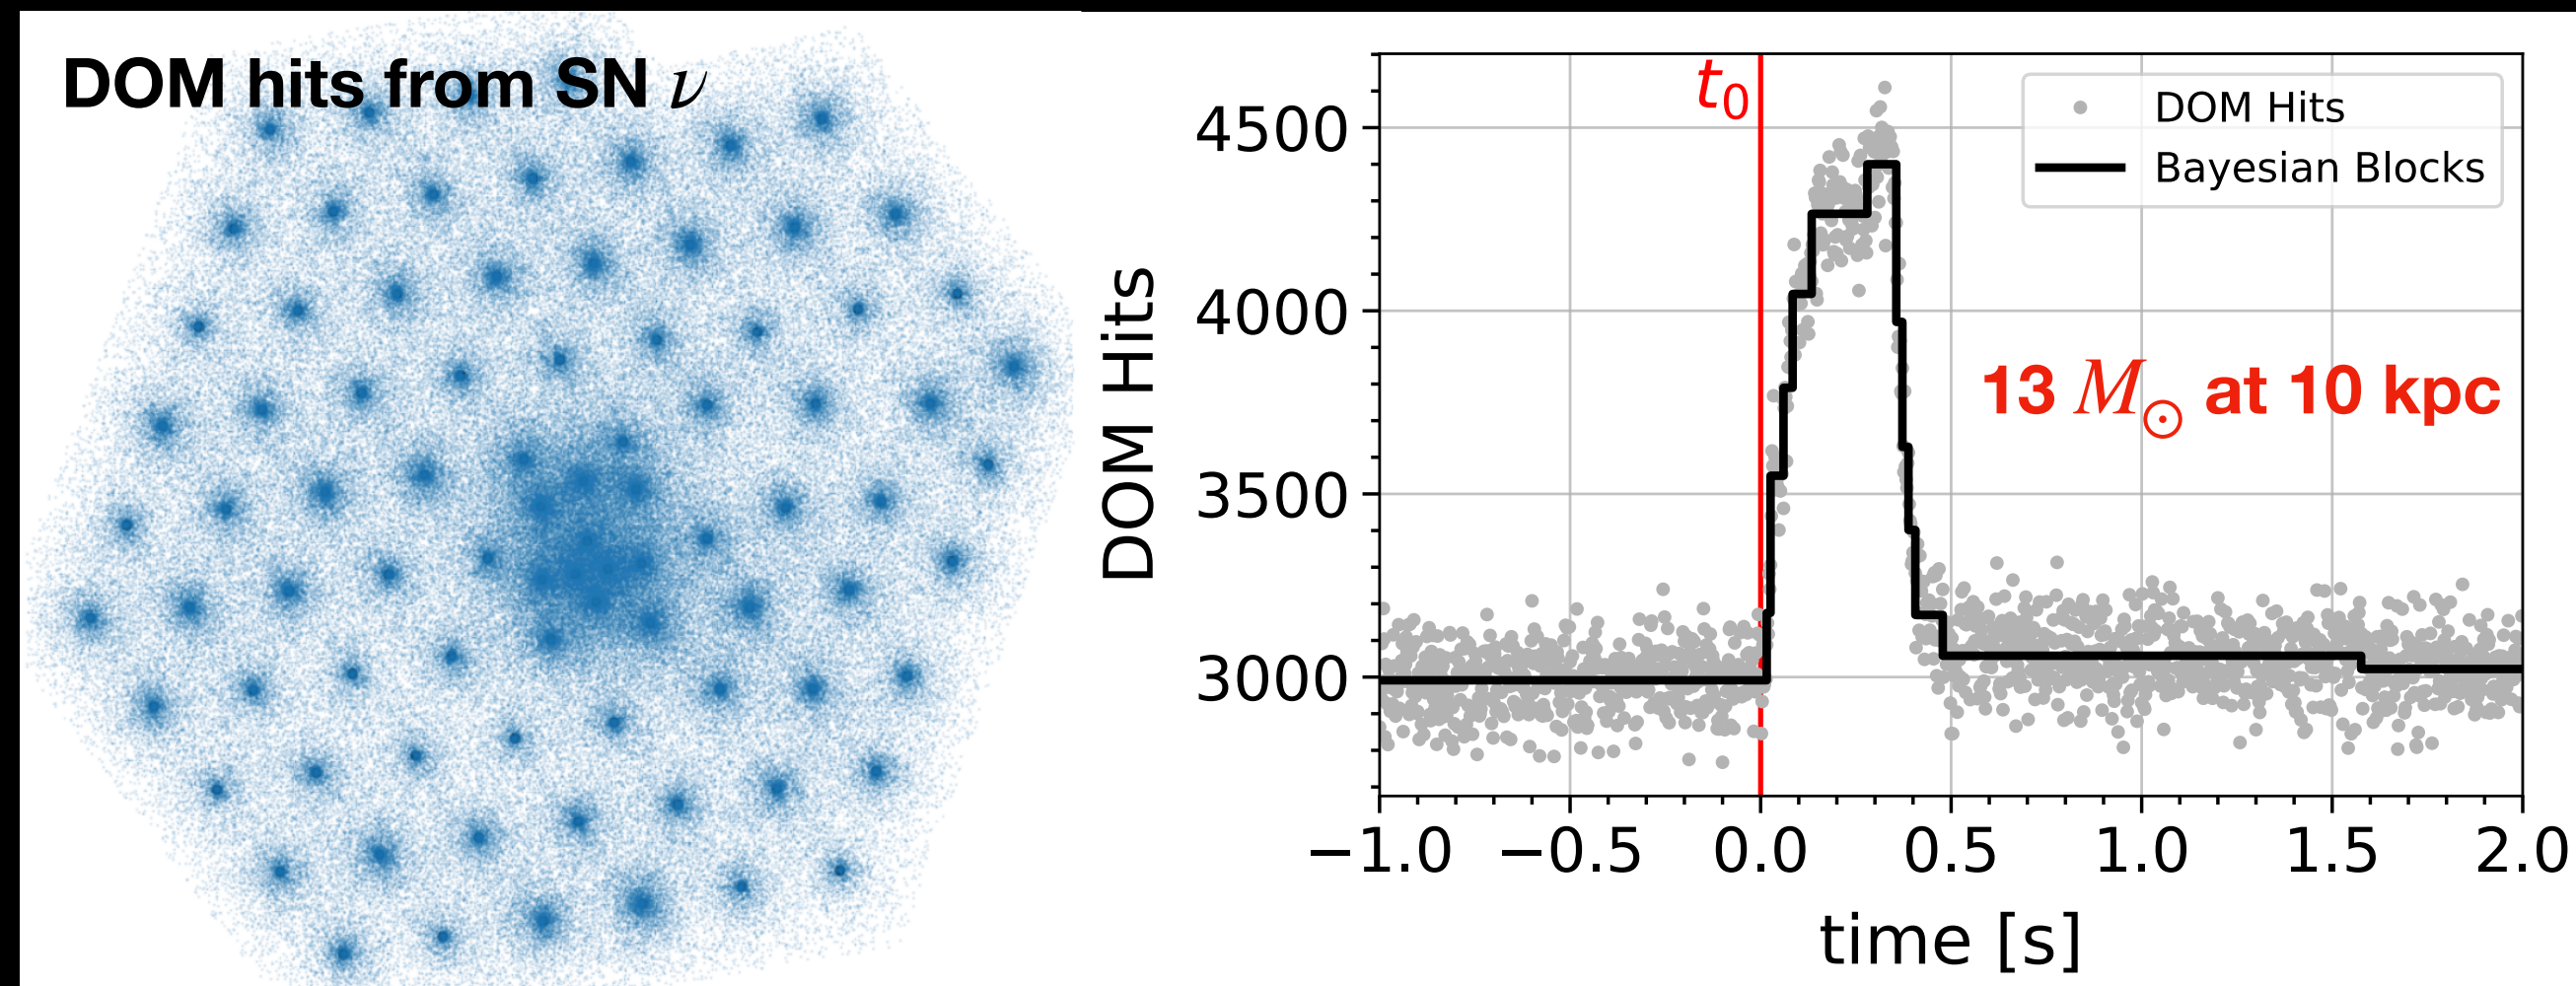 DOM hits from SN ν
t₀
DOM Hits
Bayesian Blocks
4500
4000
3500
3000
DOM Hits
13 M☉ at 10 kpc
−1.0 −0.5 0.0 0.5 1.0 1.5 2.0
time [s]